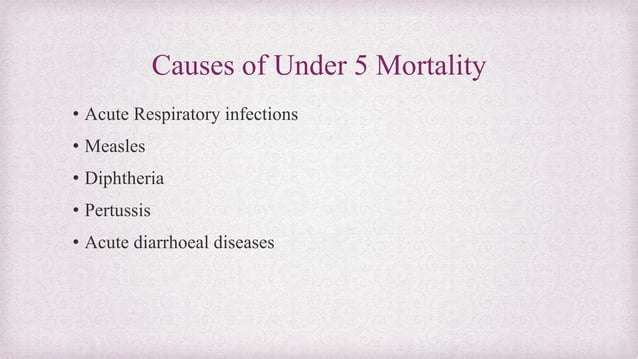 Causes of Under 5 Mortality
• Acute Respiratory infections
• Measles
• Diphtheria
• Pertussis
• Acute diarrhoeal diseases